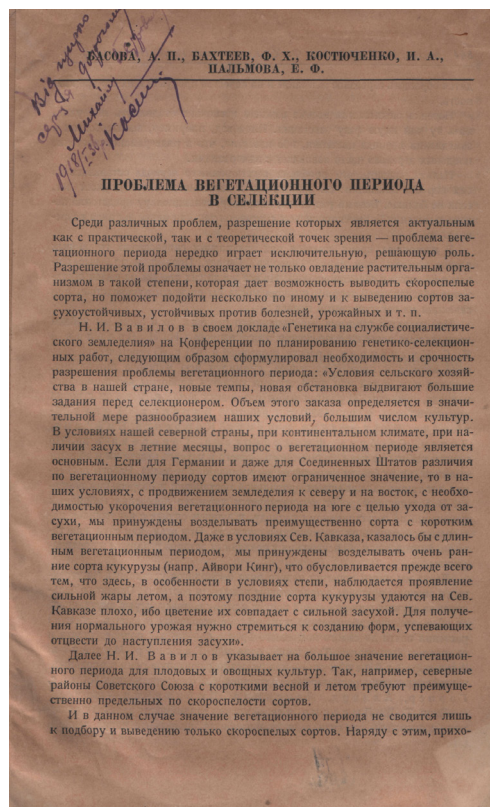 Від щирого
серця дорогому
Михайлу
18/І 193
БАСОВА, А. П., БАХТЕЕВ, Ф. Х., КОСТЮЧЕНКО, И. А.,
ПАЛЬМОВА, Е. Ф.
ПРОБЛЕМА ВЕГЕТАЦИОННОГО ПЕРИОДА
В СЕЛЕКЦИИ
Среди различных проблем, разрешение которых является актуальным
как с практической, так и с теоретической точек зрения — проблема веге-
тационного периода нередко играет исключительную, решающую роль.
Разрешение этой проблемы означает не только овладение растительным орга-
низмом в такой степени, которая дает возможность выводить скороспелые
сорта, но поможет подойти несколько по иному и к выведению сортов за-
сухоустойчивых, устойчивых против болезней, урожайных и т. п.
Н. И. Вавилов в своем докладе «Генетика на службе социалистиче-
ского земледелия» на Конференции по планированию генетико-селекцион-
ных работ, следующим образом сформулировал необходимость и срочность
разрешения проблемы вегетационного периода: «Условия сельского хозяй-
ства в нашей стране, новые темпы, новая обстановка выдвигают большие
задания перед селекционером. Объем этого заказа определяется в значи-
тельной мере разнообразием наших условий, большим числом культур.
В условиях нашей северной страны, при континентальном климате, при на-
личии засух в летние месяцы, вопрос о вегетационном периоде является
основным. Если для Германии и даже для Соединенных Штатов различия
по вегетационному периоду сортов имеют ограниченное значение, то в на-
ших условиях, с продвижением земледелия к северу и на восток, с необхо-
димостью укорочения вегетационного периода на юге с целью ухода от за-
сухи, мы принуждены возделывать преимущественно сорта с коротким
вегетационным периодом. Даже в условиях Сев. Кавказа, казалось бы с длин-
ным вегетационным периодом, мы принуждены возделывать очень ран-
ние сорта кукурузы (напр. Айвори Кинг), что обусловливается прежде всего
тем, что здесь, в особенности в условиях степи, наблюдается проявление
сильной жары летом, а поэтому поздние сорта кукурузы удаются на Сев.
Кавказе плохо, ибо цветение их совпадает с сильной засухой. Для получе-
ния нормального урожая нужно стремиться к созданию форм, успевающих
отцвести до наступления засухи».
Далее Н. И. Вавилов указывает на большое значение вегетацион-
ного периода для плодовых и овощных культур. Так, например, северные
районы Советского Союза с короткими весной и летом требуют преимуще-
ственно предельных по скороспелости сортов.
И в данном случае значение вегетационного периода не сводится лишь
к подбору и выведению только скороспелых сортов. Наряду с этим, прихо-